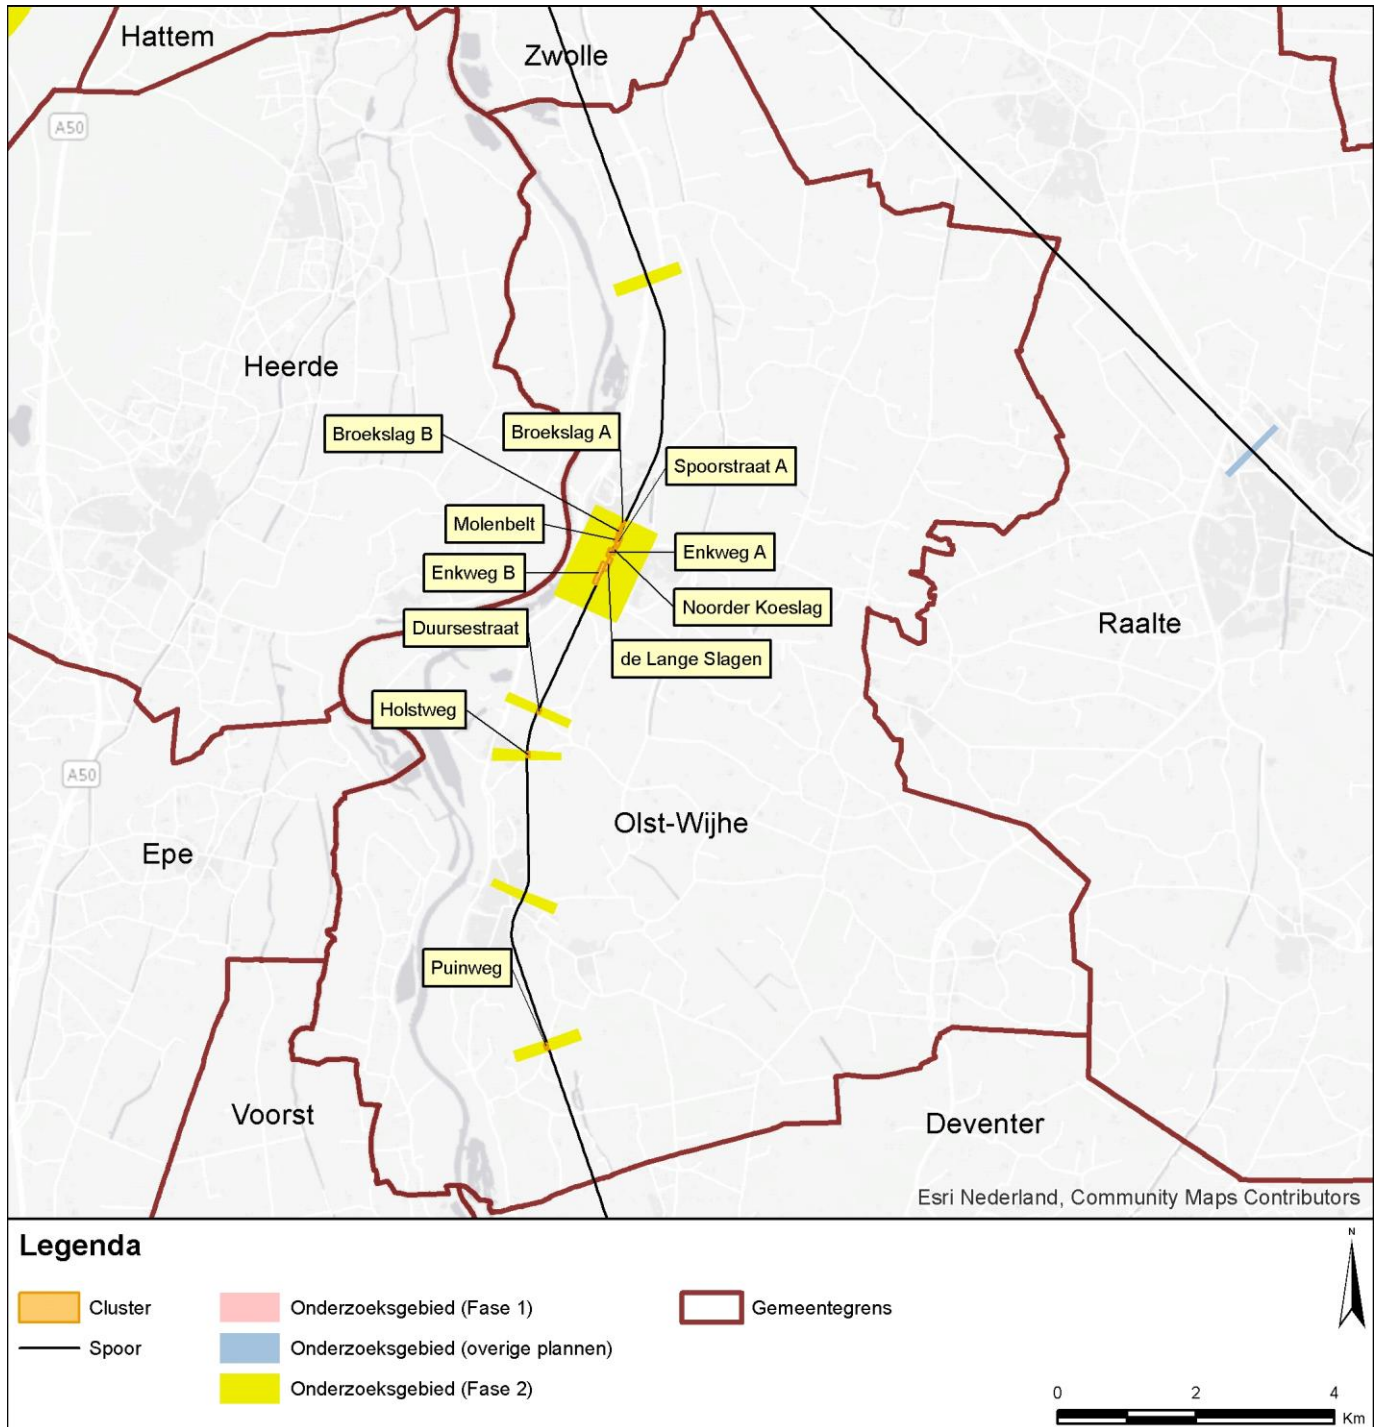 Hattem
Zwolle
A50
Heerde
Broekslag B
Broekslag A
Spoorstraat A
Molenbelt
Enkweg A
Enkweg B
Noorder Koeslag
Duursestraat
de Lange Slagen
Raalte
Holstweg
A50
Olst-Wijhe
Epe
Puinweg
Voorst
Deventer
Esri Nederland, Community Maps Contributors
Legenda
N
Cluster
Onderzoeksgebied (Fase 1)
Gemeentegrens
Spoor
Onderzoeksgebied (overige plannen)
Onderzoeksgebied (Fase 2)
0 2 4
Km